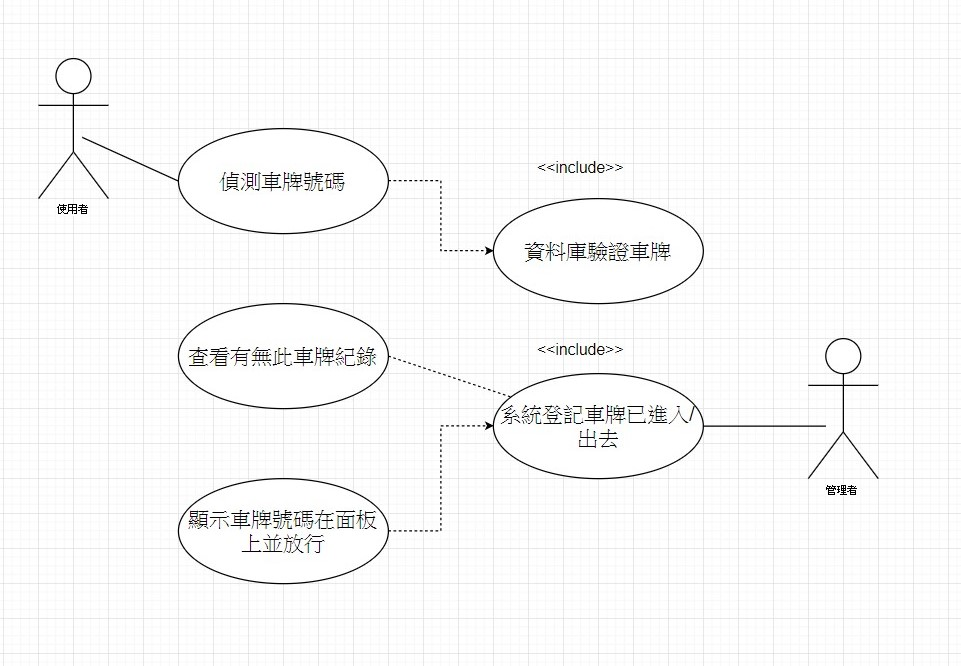 使用者
偵測車牌號碼
<<include>>
資料庫驗證車牌
查看有無此車牌紀錄
<<include>>
系統登記車牌已進入/
出去
管理者
顯示車牌號碼在面板
上並放行